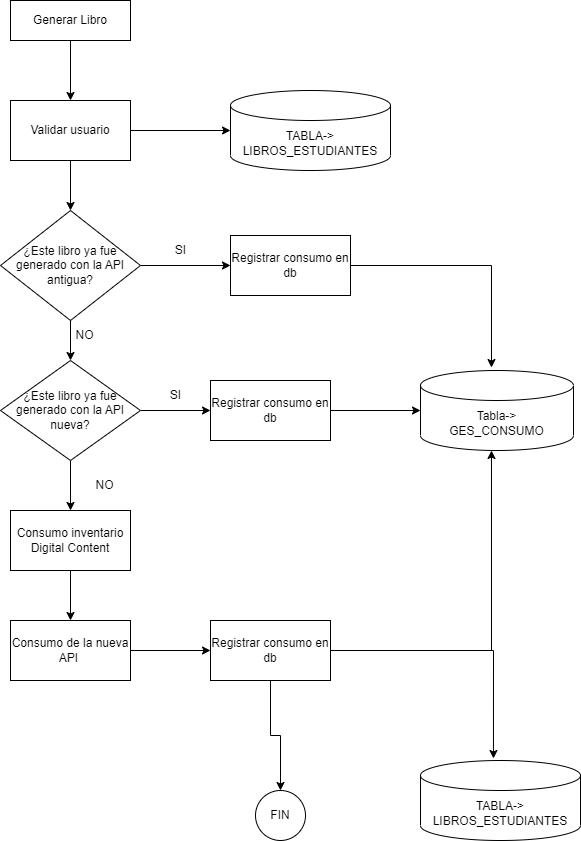 Generar Libro
Validar usuario
TABLA->
LIBROS_ESTUDIANTES
¿Este libro ya fue
generado con la API
antigua?
SI
Registrar consumo en
db
NO
¿Este libro ya fue
generado con la API
nueva?
SI
Registrar consumo en
db
Tabla->
GES_CONSUMO
NO
Consumo inventario
Digital Content
Consumo de la nueva
API
Registrar consumo en
db
FIN
TABLA->
LIBROS_ESTUDIANTES